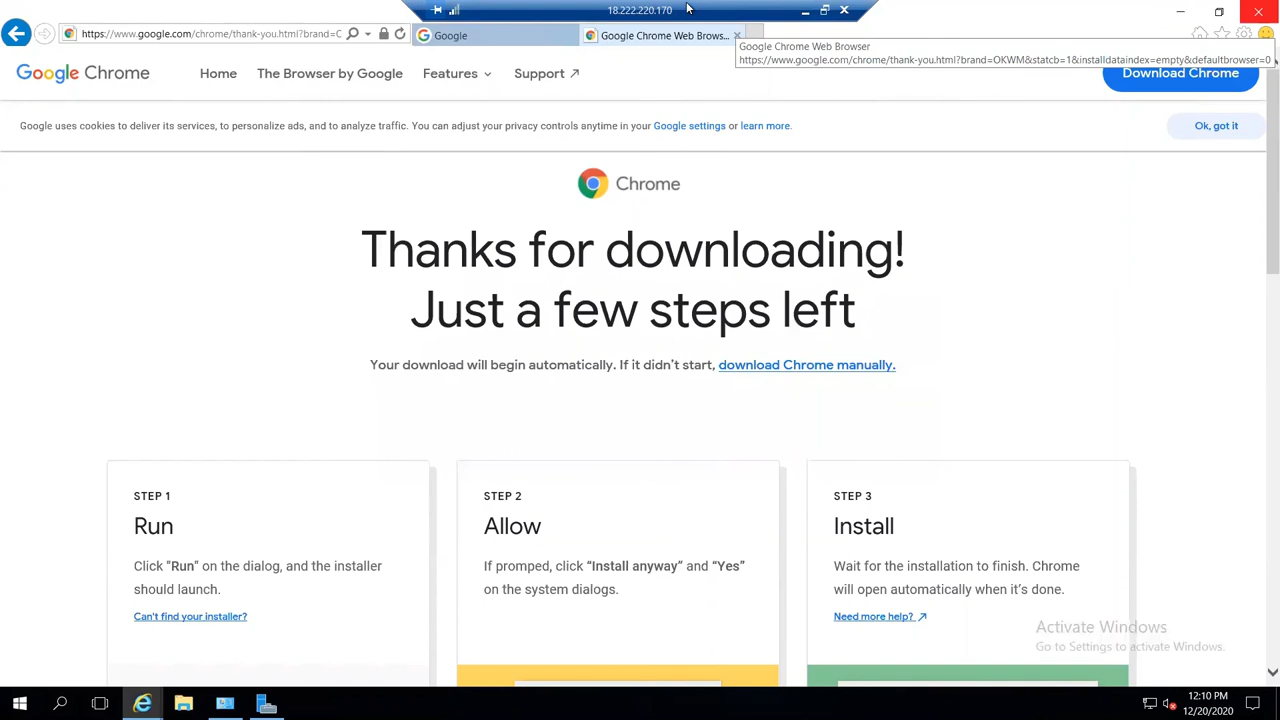 18.222.220.170
https://www.google.com/chrome/thank-you.html?brand=C
Google
Google Chrome Web Brows...
Google Chrome Web Browser
https://www.google.com/chrome/thank-you.html?brand=OKWM&statcb=1&installdataindex=empty&defaultbrowser=0
Google Chrome
Home
The Browser by Google
Features
Support
Download Chrome
Google uses cookies to deliver its services, to personalize ads, and to analyze traffic. You can adjust your privacy controls anytime in your Google settings or learn more.
Ok, got it
Chrome
Thanks for downloading!
Just a few steps left
Your download will begin automatically. If it didn't start, download Chrome manually.
STEP 1
Run
Click "Run" on the dialog, and the installer
should launch.
Can't find your installer?
STEP 2
Allow
If promped, click “Install anyway” and “Yes”
on the system dialogs.
STEP 3
Install
Wait for the installation to finish. Chrome
will open automatically when it's done.
Need more help?
Activate Windows
Go to Settings to activate Windows.
12:10 PM
12/20/2020